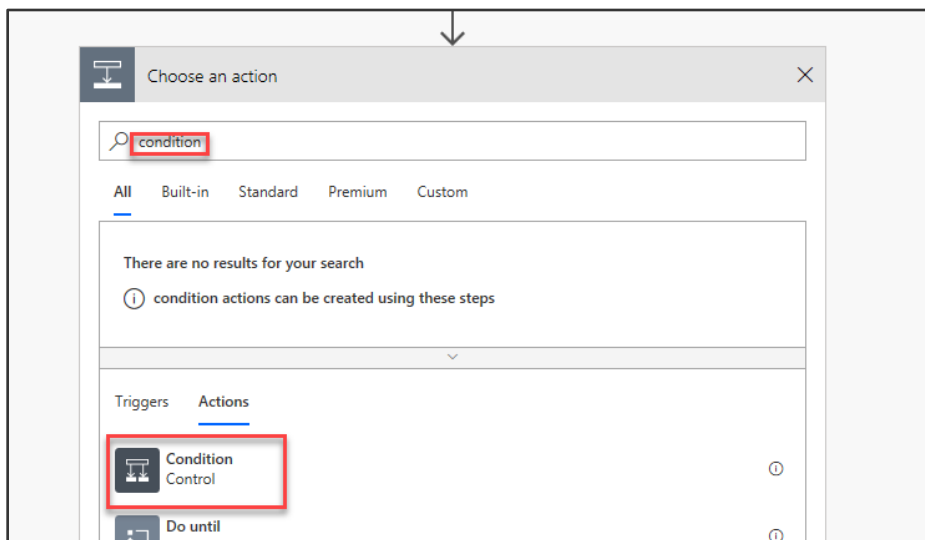 Choose an action
condition
All Built-in Standard Premium Custom
There are no results for your search
condition actions can be created using these steps
Triggers Actions
Condition
Control
Do until